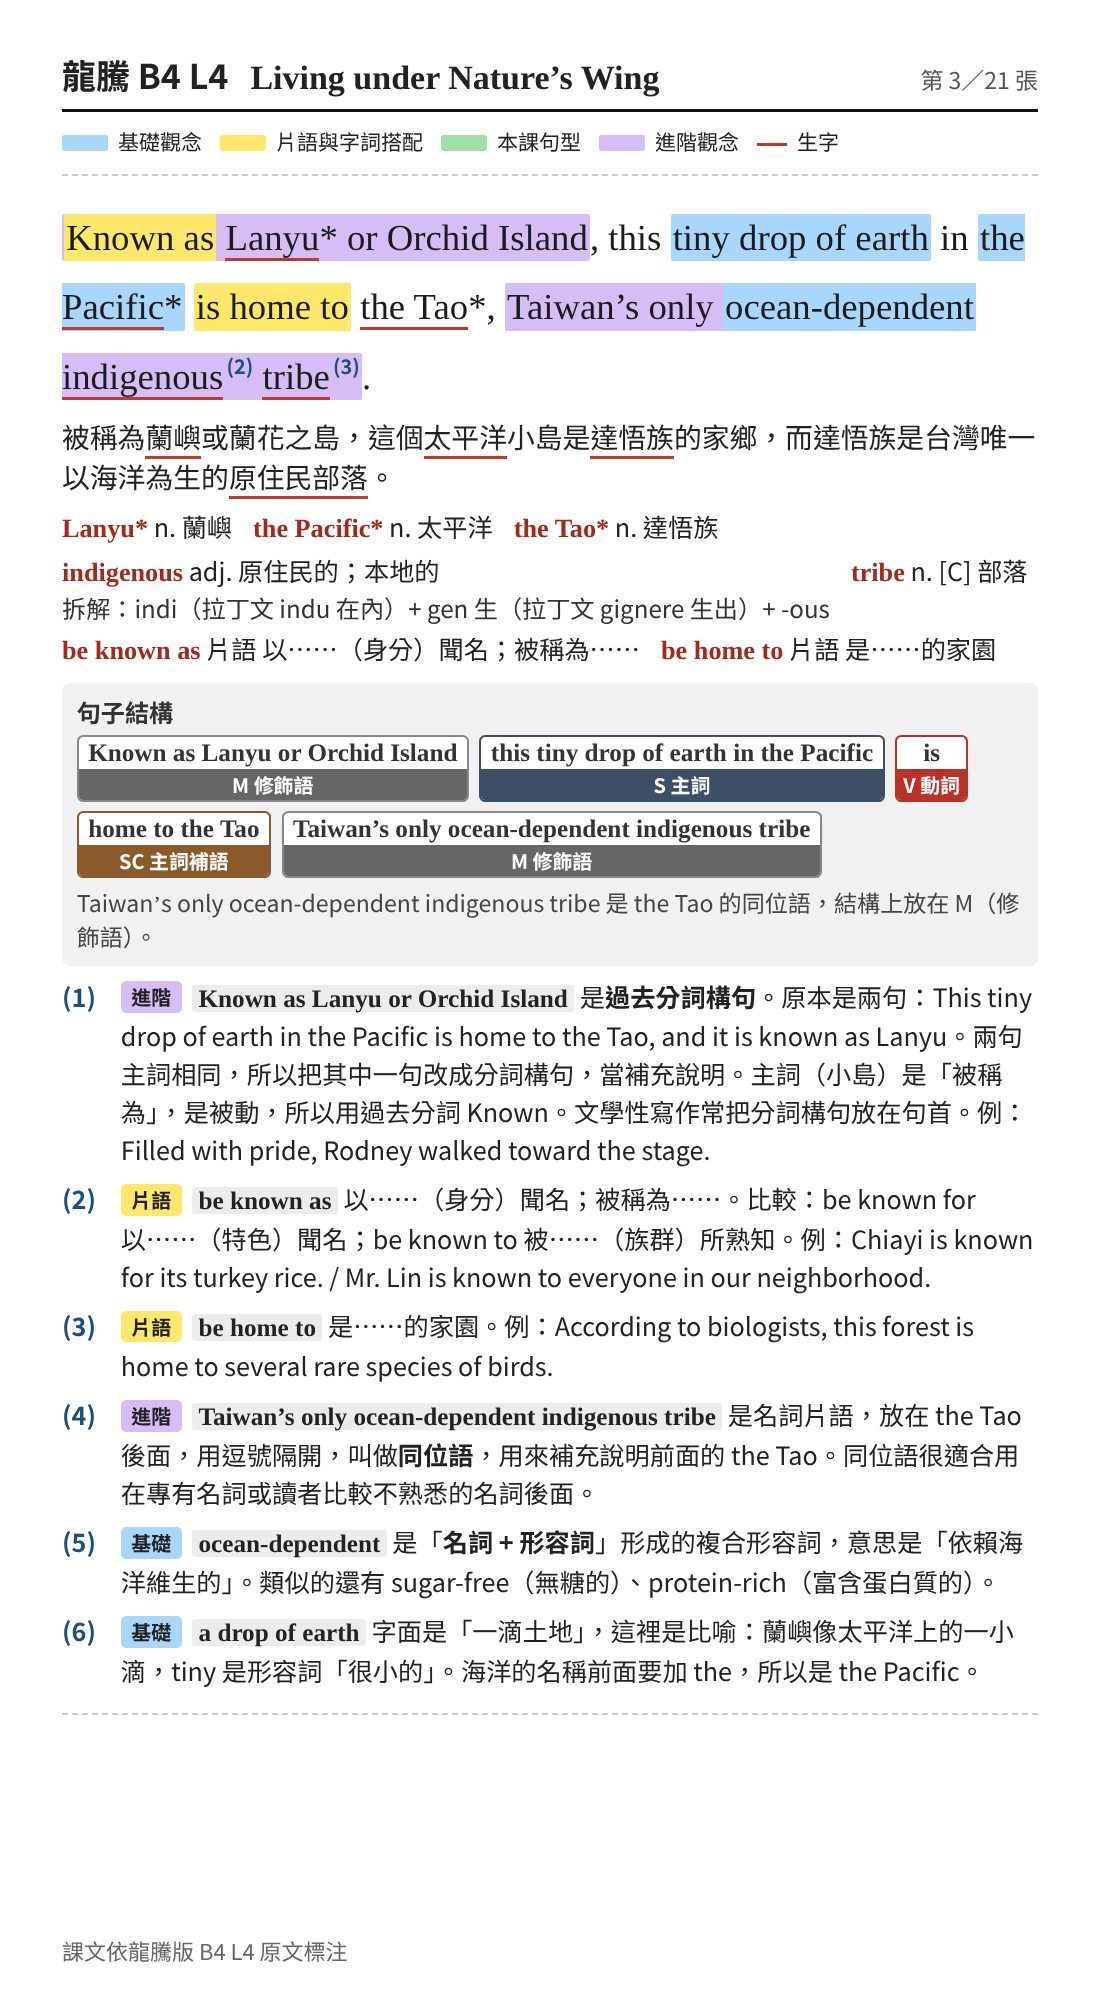 龍騰 B4 L4 Living under Nature’s Wing 第 3／21 張
基礎觀念 片語與字詞搭配 本課句型 進階觀念 生字
Known as Lanyu* or Orchid Island, this tiny drop of earth in the
Pacific* is home to the Tao*, Taiwan’s only ocean-dependent
indigenous(2) tribe(3).
被稱為蘭嶼或蘭花之島，這個太平洋小島是達悟族的家鄉，而達悟族是台灣唯一
以海洋為生的原住民部落。
Lanyu* n. 蘭嶼 the Pacific* n. 太平洋 the Tao* n. 達悟族
indigenous adj. 原住民的；本地的 tribe n. [C] 部落
拆解：indi（拉丁文 indu 在內）+ gen 生（拉丁文 gignere 生出）+ -ous
be known as 片語 以⋯⋯（身分）聞名；被稱為⋯⋯ be home to 片語 是⋯⋯的家園
句子結構
Known as Lanyu or Orchid Island this tiny drop of earth in the Pacific is
M 修飾語 S 主詞 V 動詞
home to the Tao Taiwan’s only ocean-dependent indigenous tribe
SC 主詞補語 M 修飾語
Taiwan’s only ocean-dependent indigenous tribe 是 the Tao 的同位語，結構上放在 M（修
飾語）。
(1) 進階 Known as Lanyu or Orchid Island 是過去分詞構句。原本是兩句：This tiny
drop of earth in the Pacific is home to the Tao, and it is known as Lanyu。兩句
主詞相同，所以把其中一句改成分詞構句，當補充說明。主詞（小島）是「被稱
為」，是被動，所以用過去分詞 Known。文學性寫作常把分詞構句放在句首。例：
Filled with pride, Rodney walked toward the stage.
(2) 片語 be known as 以⋯⋯（身分）聞名；被稱為⋯⋯。比較：be known for
以⋯⋯（特色）聞名；be known to 被⋯⋯（族群）所熟知。例：Chiayi is known
for its turkey rice. / Mr. Lin is known to everyone in our neighborhood.
(3) 片語 be home to 是⋯⋯的家園。例：According to biologists, this forest is
home to several rare species of birds.
(4) 進階 Taiwan’s only ocean-dependent indigenous tribe 是名詞片語，放在 the Tao
後面，用逗號隔開，叫做同位語，用來補充說明前面的 the Tao。同位語很適合用
在專有名詞或讀者比較不熟悉的名詞後面。
(5) 基礎 ocean-dependent 是「名詞 + 形容詞」形成的複合形容詞，意思是「依賴海
洋維生的」。類似的還有 sugar-free（無糖的）、protein-rich（富含蛋白質的）。
(6) 基礎 a drop of earth 字面是「一滴土地」，這裡是比喻：蘭嶼像太平洋上的一小
滴，tiny 是形容詞「很小的」。海洋的名稱前面要加 the，所以是 the Pacific。
課文依龍騰版 B4 L4 原文標注